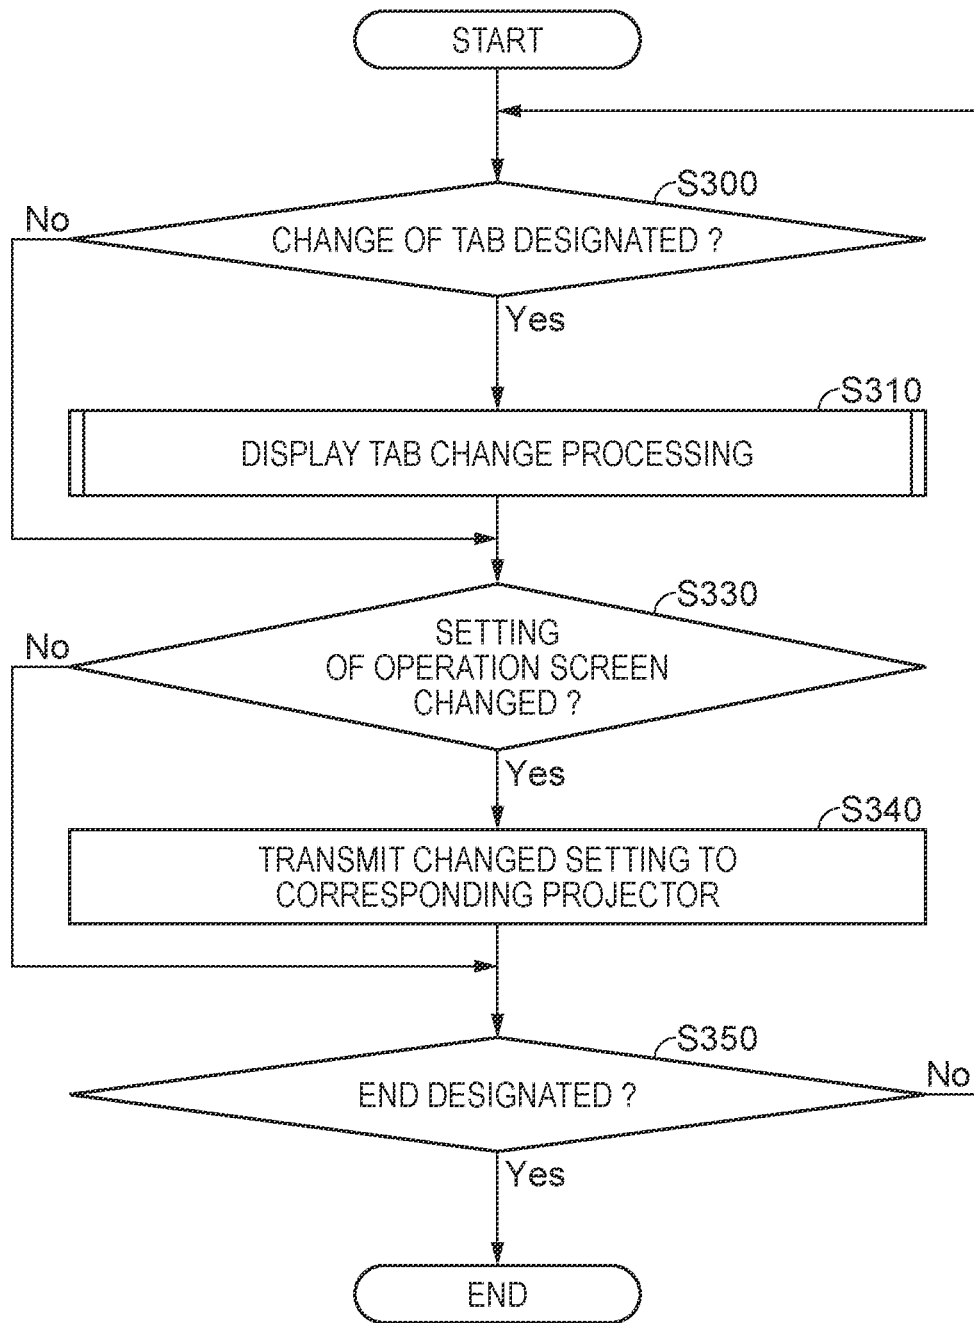 START
S300
No
CHANGE OF TAB DESIGNATED ?
Yes
S310
DISPLAY TAB CHANGE PROCESSING
S330
No
SETTING
OF OPERATION SCREEN
CHANGED ?
Yes
S340
TRANSMIT CHANGED SETTING TO
CORRESPONDING PROJECTOR
S350
No
END DESIGNATED ?
Yes
END